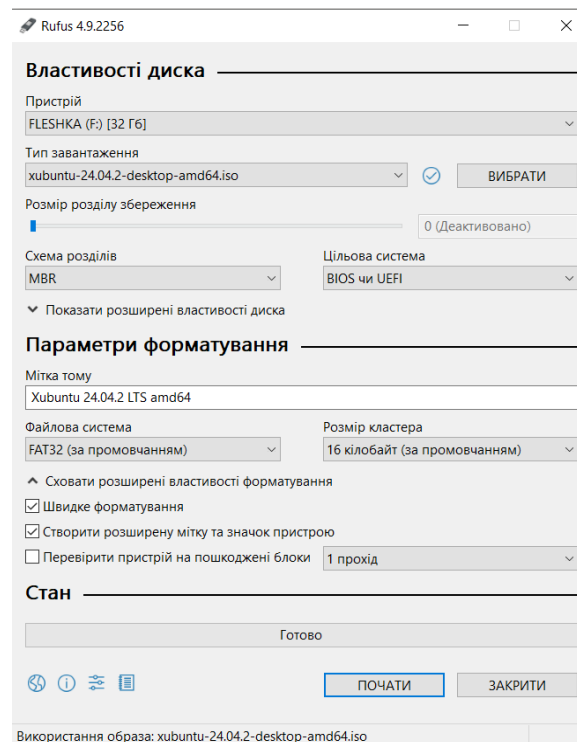 Rufus 4.9.2256
Властивості диска
Пристрій
FLESHKA (F:) [32 Гб]
Тип завантаження
xubuntu-24.04.2-desktop-amd64.iso
ВИБРАТИ
Розмір розділу збереження
0 (Деактивовано)
Схема розділів
Цільова система
MBR
BIOS чи UEFI
Показати розширені властивості диска
Параметри форматування
Мітка тому
Xubuntu 24.04.2 LTS amd64
Файлова система
Розмір кластера
FAT32 (за промовчанням)
16 кілобайт (за промовчанням)
Сховати розширені властивості форматування
Швидке форматування
Створити розширену мітку та значок пристрою
Перевірити пристрій на пошкоджені блоки
1 прохід
Стан
Готово
ПОЧАТИ
ЗАКРИТИ
Використання образа: xubuntu-24.04.2-desktop-amd64.iso